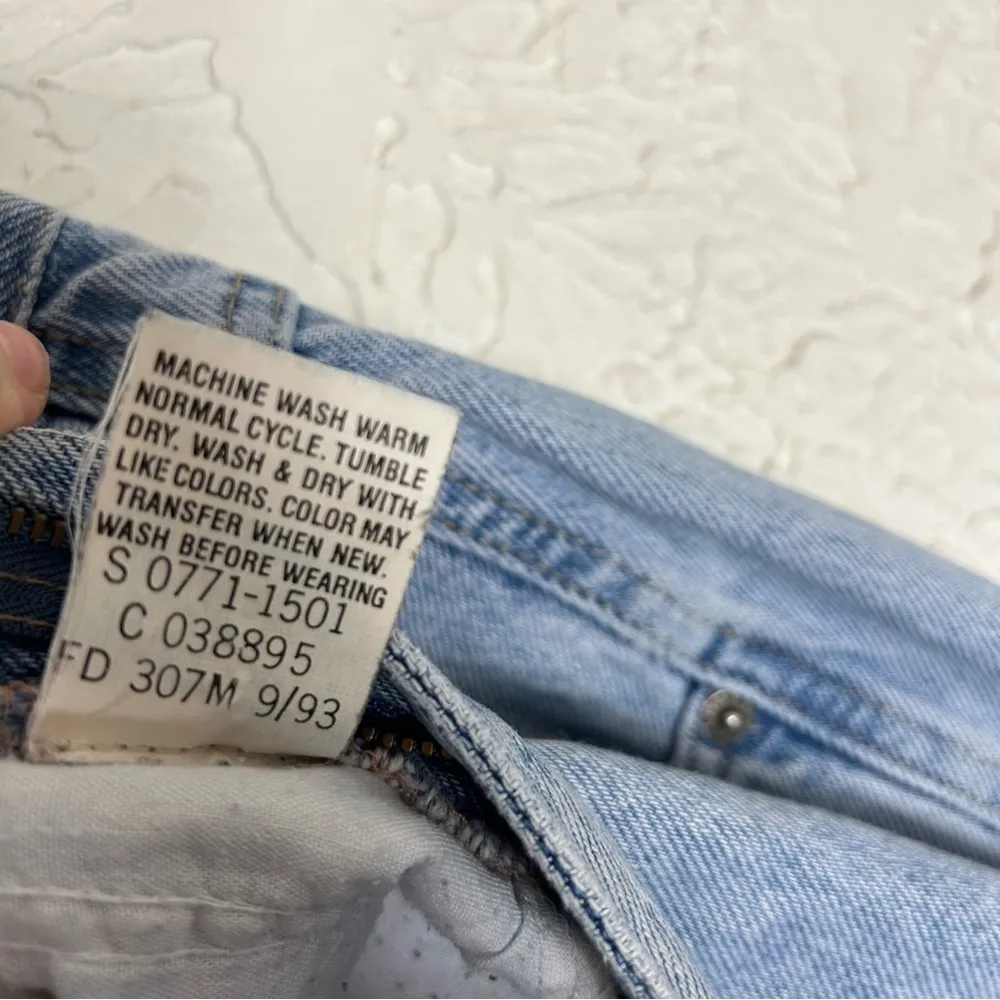 MACHINE WASH WARM
NORMAL CYCLE. TUMBLE
DRY. WASH & DRY WITH
LIKE COLORS. COLOR MAY
TRANSFER WHEN NEW.
WASH BEFORE WEARING
S 0771-1501
C 038895
FD 307M 9/93